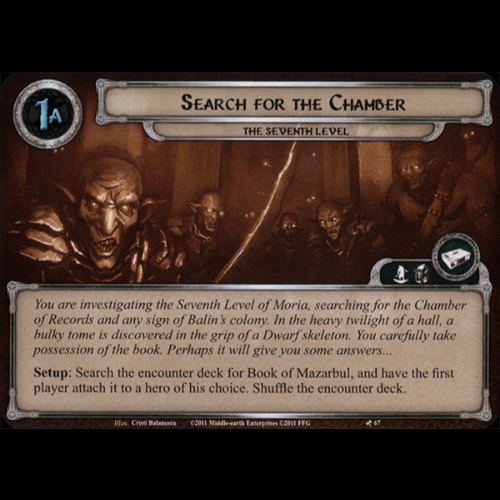 1A
SEARCH FOR THE CHAMBER
THE SEVENTH LEVEL
You are investigating the Seventh Level of Moria, searching for the Chamber
of Records and any sign of Balin's colony. In the heavy twilight of a hall, a
bulky tome is discovered in the grip of a Dwarf skeleton. You carefully take
possession of the book. Perhaps it will give you some answers...
Setup: Search the encounter deck for Book of Mazarbul, and have the first
player attach it to a hero of his choice. Shuffle the encounter deck.
Illus. Cristi Balanescu ©2011 Middle-earth Enterprises ©2011 FFG 67